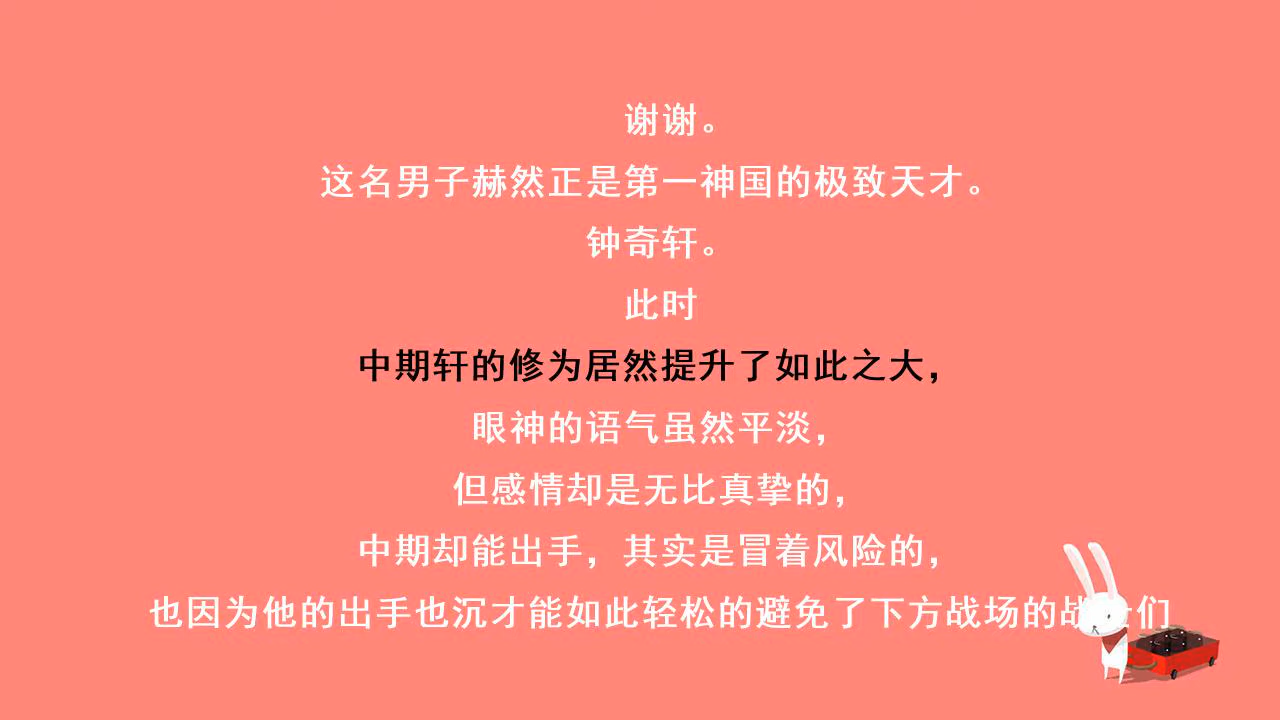 谢谢。
这名男子赫然正是第一神国的极致天才。
钟奇轩。
此时
中期轩的修为居然提升了如此之大，
眼神的语气虽然平淡，
但感情却是无比真挚的，
中期却能出手，其实是冒着风险的，
也因为他的出手也沉才能如此轻松的避免了下方战场的战们